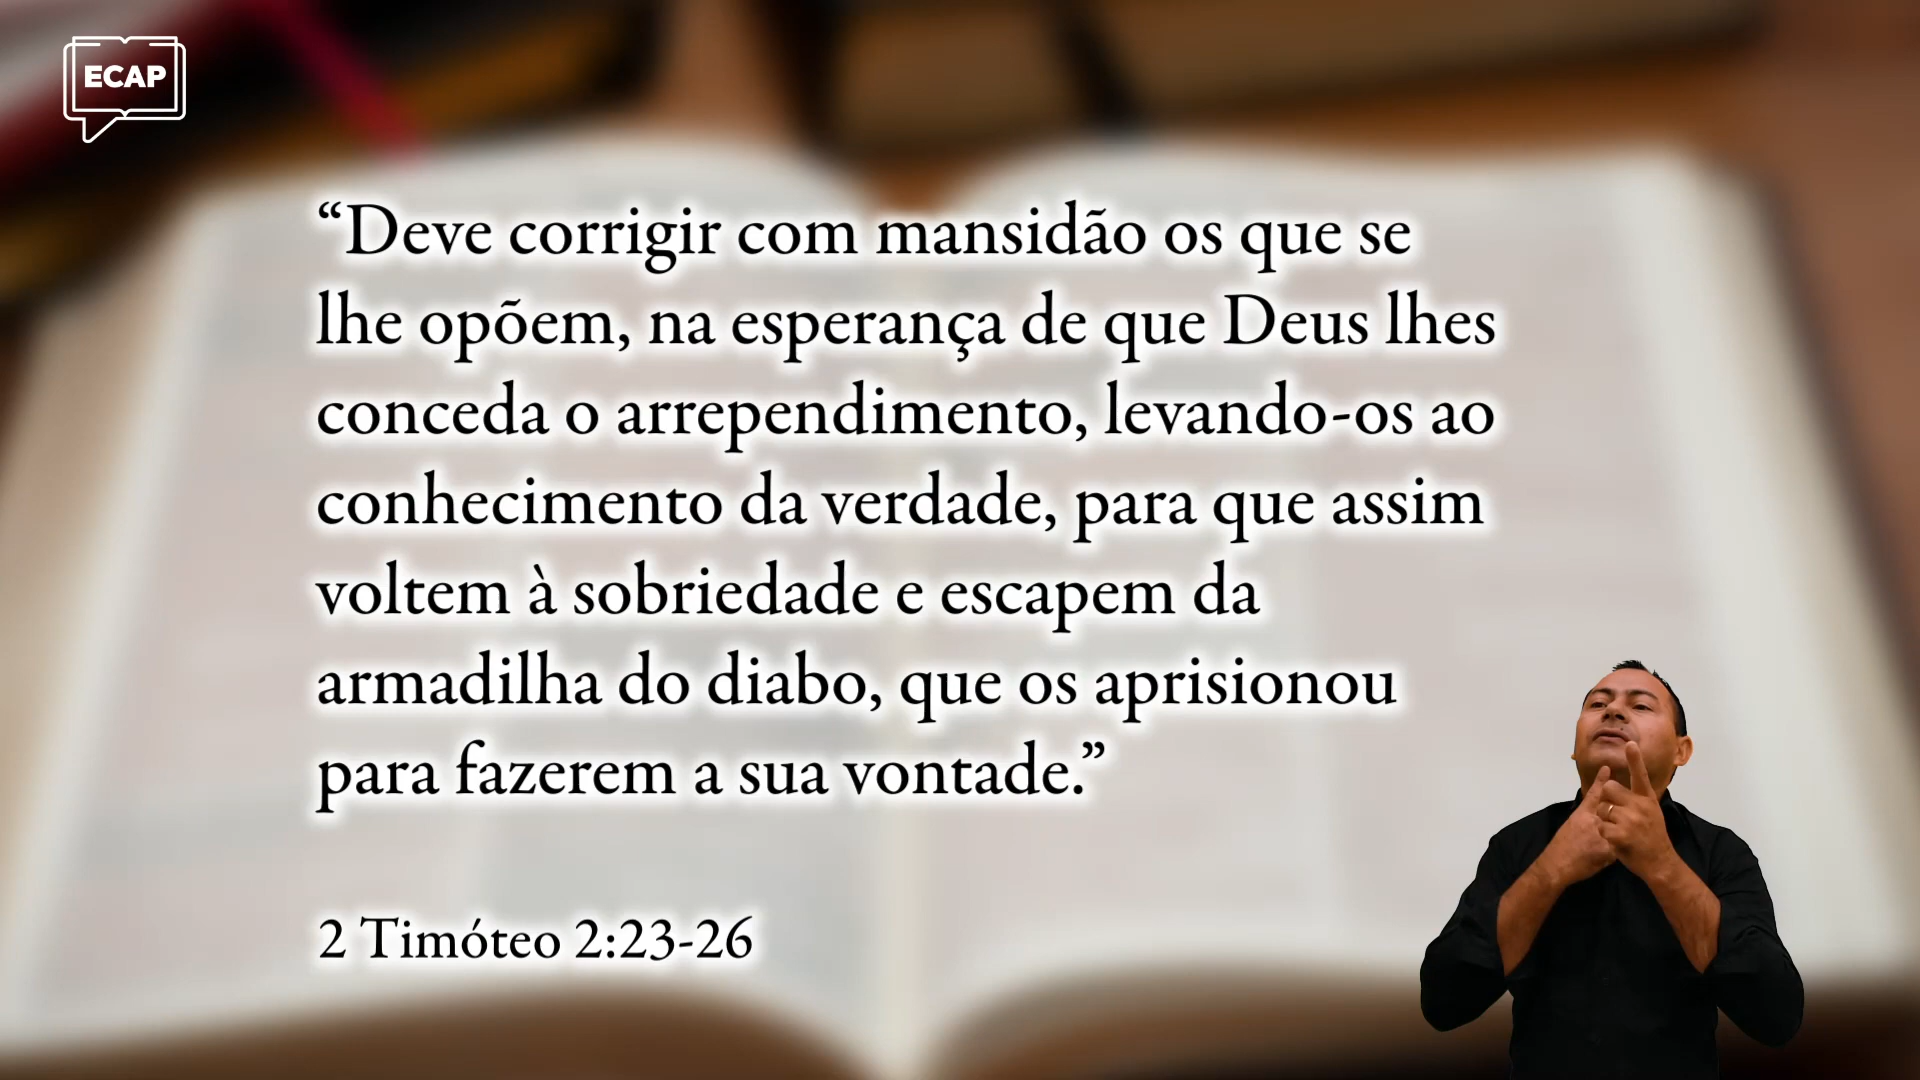 ECAP
“Deve corrigir com mansidão os que se
lhe opõem, na esperança de que Deus lhes
conceda o arrependimento, levando-os ao
conhecimento da verdade, para que assim
voltem à sobriedade e escapem da
armadilha do diabo, que os aprisionou
para fazerem a sua vontade.”
2 Timóteo 2:23-26